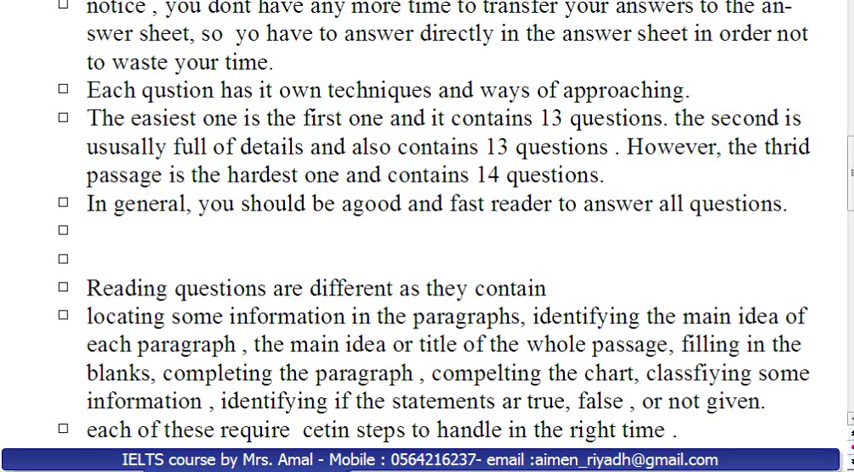 notice , you dont have any more time to transfer your answers to the an-
swer sheet, so yo have to answer directly in the answer sheet in order not
to waste your time.
Each qustion has it own techniques and ways of approaching.
The easiest one is the first one and it contains 13 questions. the second is
ususally full of details and also contains 13 questions . However, the thrid
passage is the hardest one and contains 14 questions.
In general, you should be agood and fast reader to answer all questions.
Reading questions are different as they contain
locating some information in the paragraphs, identifying the main idea of
each paragraph , the main idea or title of the whole passage, filling in the
blanks, completing the paragraph , compelting the chart, classfiying some
information , identifying if the statements ar true, false , or not given.
each of these require cetin steps to handle in the right time .
IELTS course by Mrs. Amal - Mobile : 0564216237- email :aimen_riyadh@gmail.com